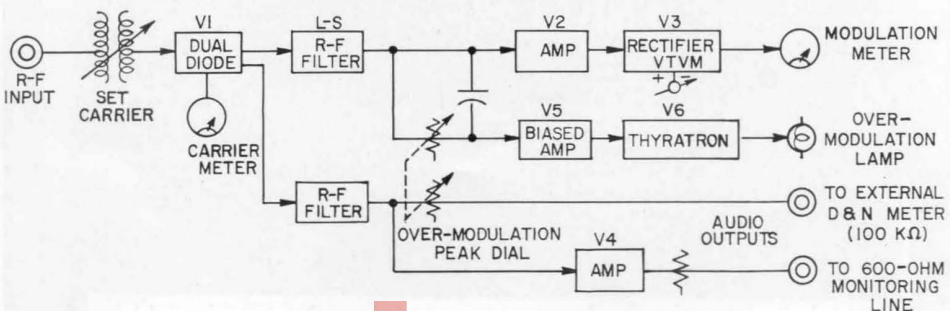 V1
L-S
V2
V3
DUAL
DIODE
R-F
FILTER
AMP
RECTIFIER
VTVM
+ -
MODULATION
METER
R-F
INPUT
SET
CARRIER
CARRIER
METER
V5
V6
BIASED
AMP
THYRATRON
OVER-
MODULATION
LAMP
R-F
FILTER
OVER-MODULATION
PEAK DIAL
AUDIO
OUTPUTS
TO EXTERNAL
D & N METER
(100 KΩ)
V4
AMP
TO 600-OHM
MONITORING
LINE